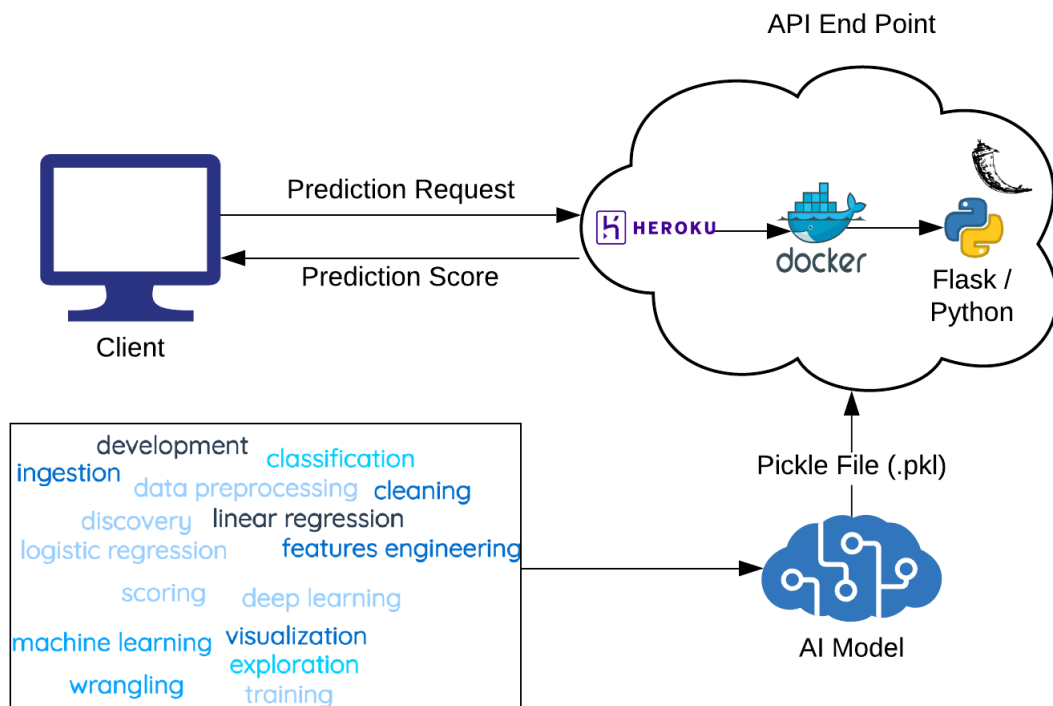 API End Point
Prediction Request
HEROKU
docker
Prediction Score
Flask /
Python
Client
development
classification
ingestion
data preprocessing
cleaning
discovery
linear regression
logistic regression
features engineering
scoring
deep learning
machine learning
visualization
exploration
wrangling
training
Pickle File (.pkl)
AI Model